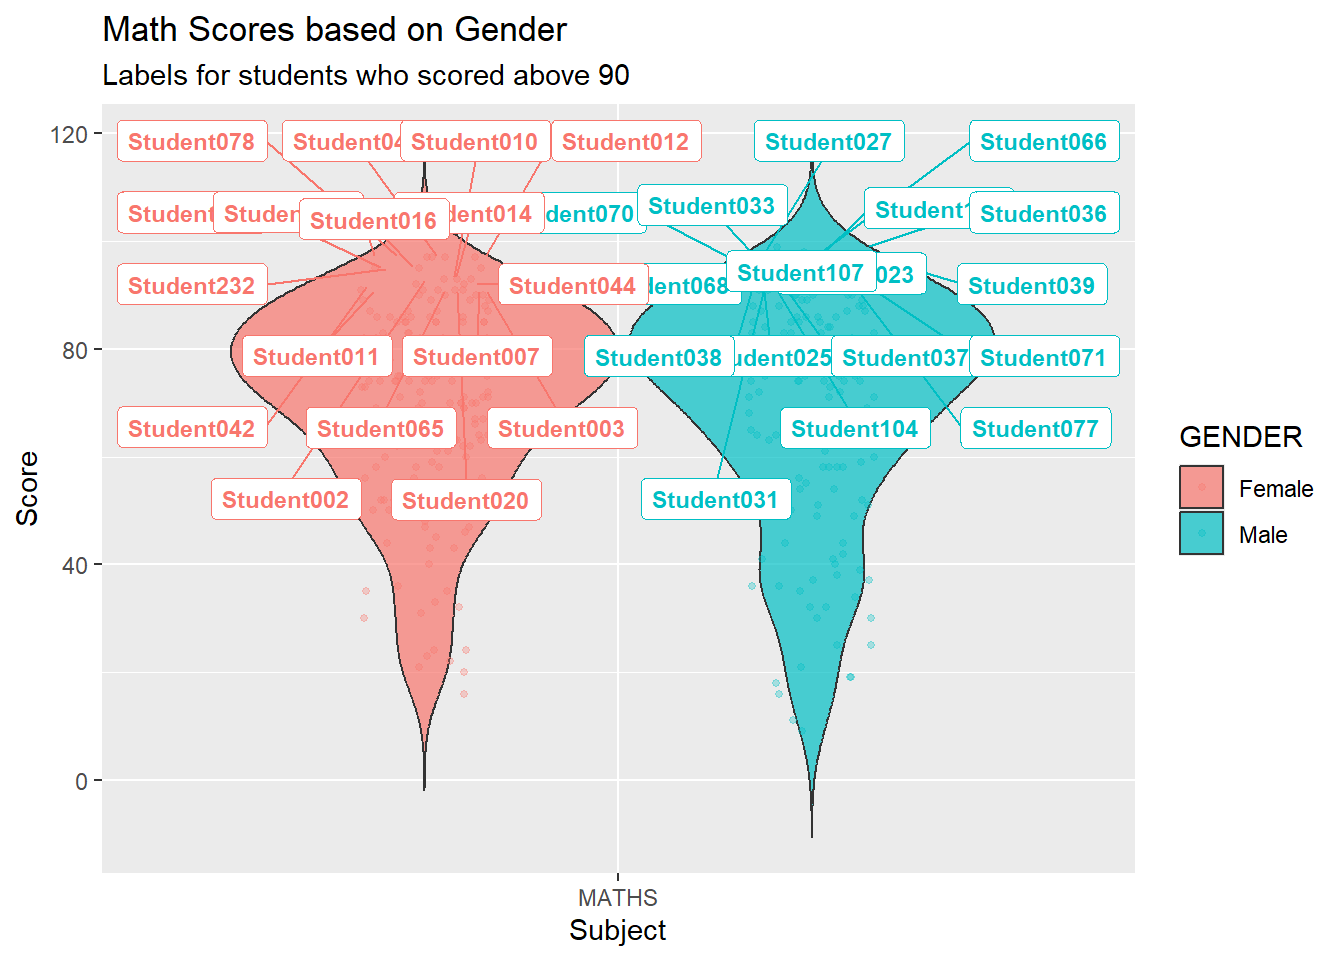 Math Scores based on Gender
Labels for students who scored above 90
120
Student078
Student010
Student012
Student027
Student066
Student016
Student033
Student036
Student232
Student044
Student107
Student039
80
Student011
Student007
Student038
Student037
Student071
Student042
Student065
Student003
Student104
Student077
Student002
Student020
Student031
40
0
Score
MATHS
Subject
GENDER
Female
Male